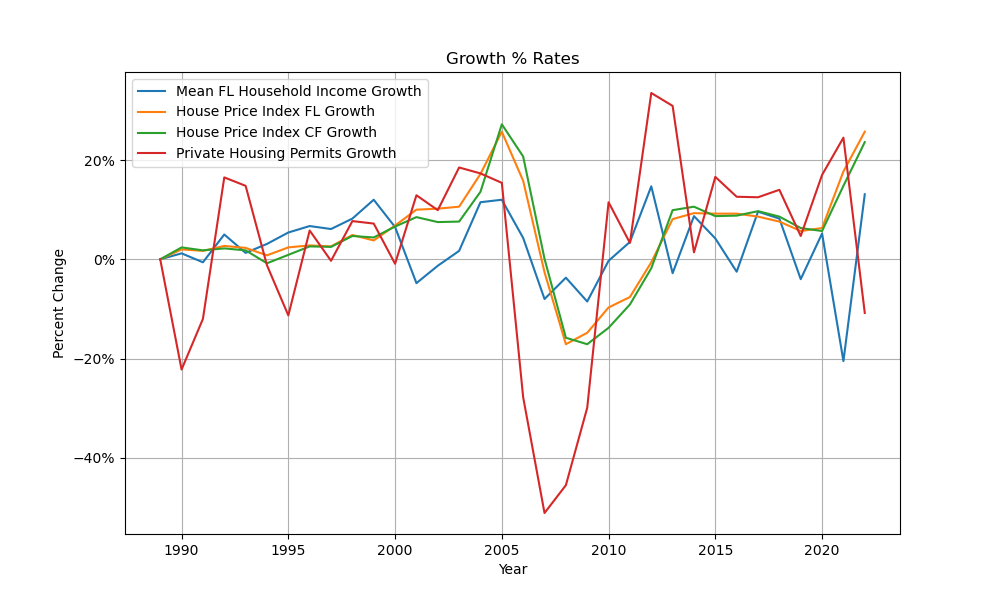 Growth % Rates
Mean FL Household Income Growth
House Price Index FL Growth
House Price Index CF Growth
Private Housing Permits Growth
20%
0%
−20%
−40%
Percent Change
1990 1995 2000 2005 2010 2015 2020
Year